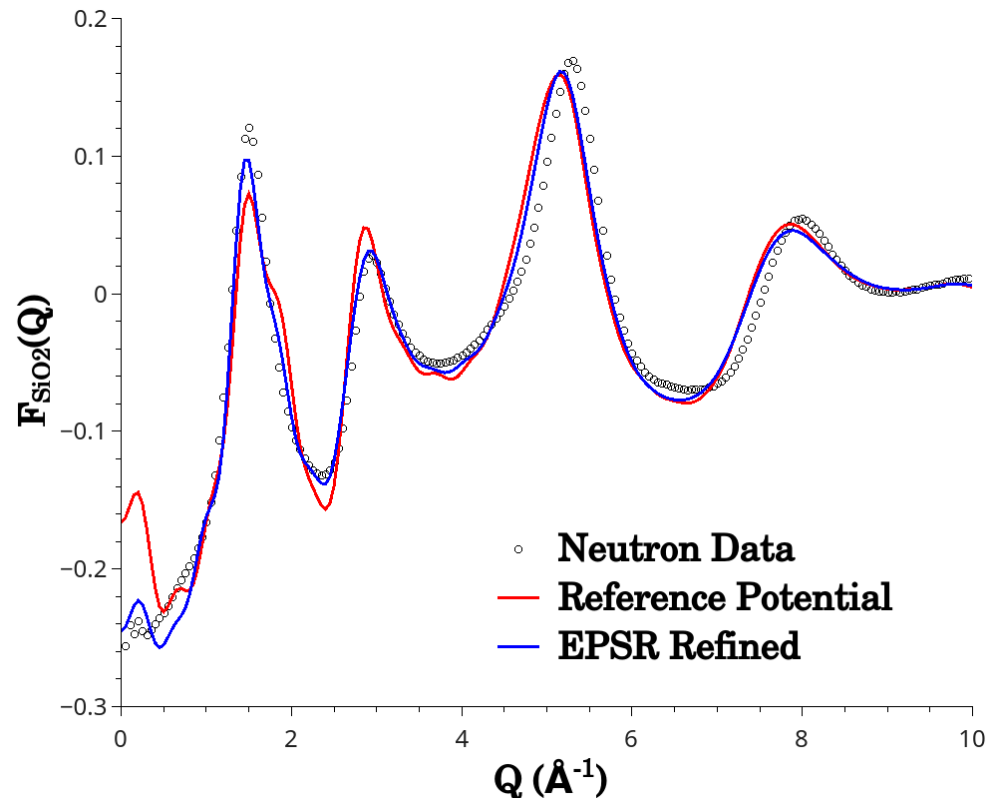 0.2
0.1
0
−0.1
−0.2
−0.3
F_SiO2(Q)
Neutron Data
Reference Potential
EPSR Refined
0 2 4 6 8 10
Q (Å⁻¹)